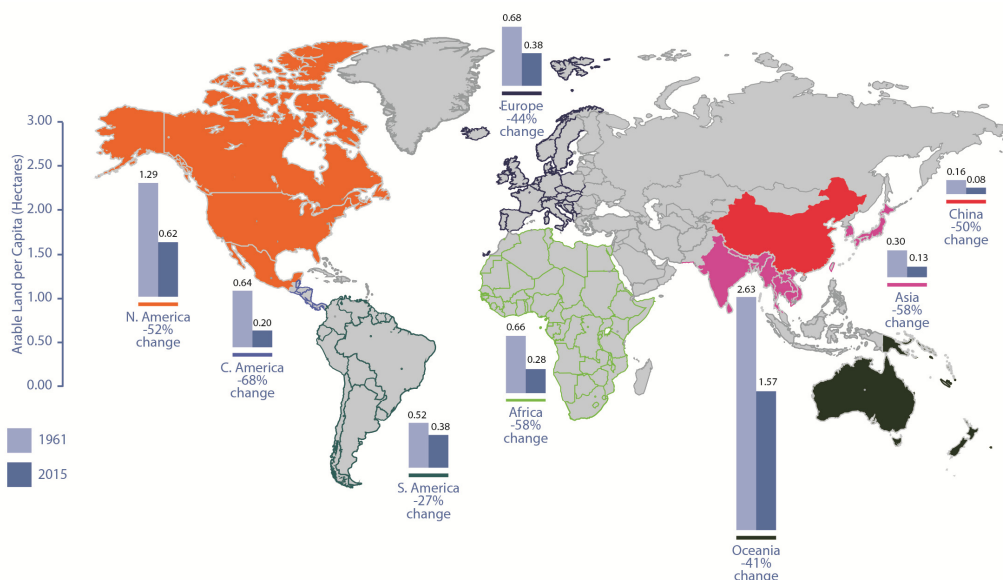 0.68
0.38
Europe
-44%
change
Arable Land per Capita (Hectares)
3.00
2.50
2.00
1.50
1.00
0.50
0.00
1.29
0.62
N. America
-52%
change
0.64
0.20
C. America
-68%
change
0.52
0.38
S. America
-27%
change
0.66
0.28
Africa
-58%
change
0.16
0.08
China
-50%
change
0.30
0.13
Asia
-58%
change
2.63
1.57
Oceania
-41%
change
1961
2015